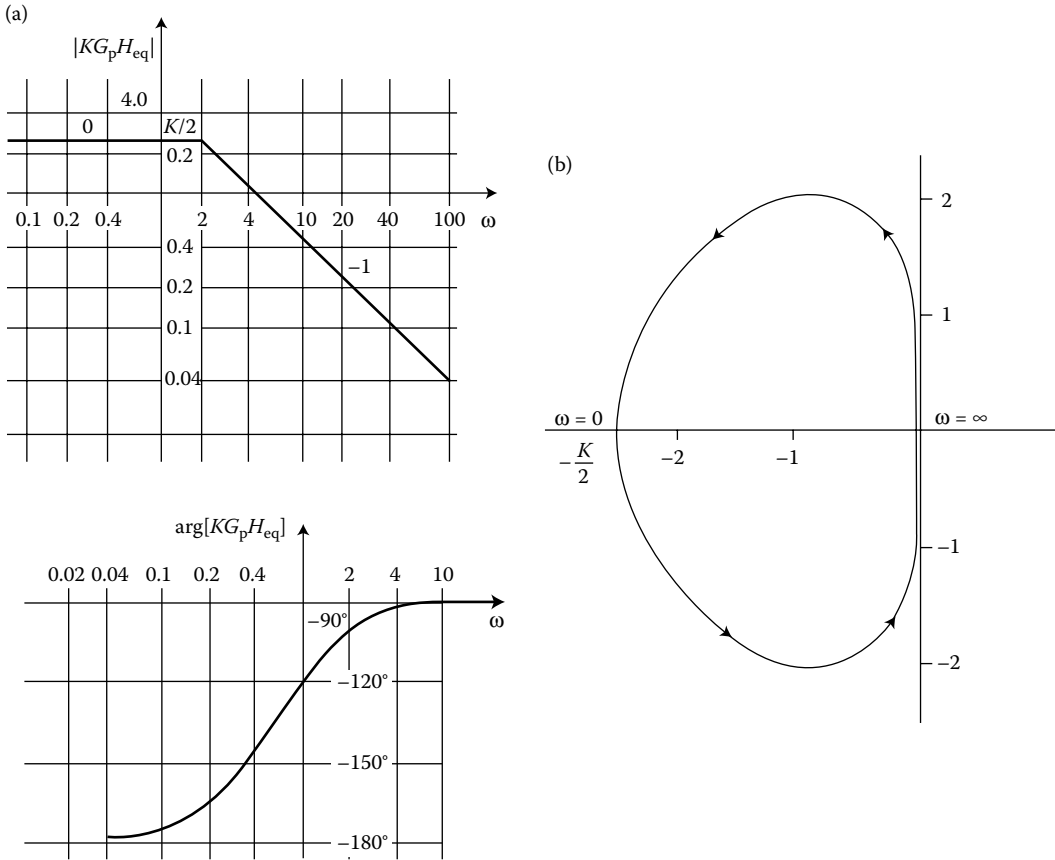 (a)
|KGpHeq|
4.0
0 K/2
0.2
0.1 0.2 0.4 2 4 10 20 40 100 ω
0.4
−1
0.2
0.1
0.04
arg[KGpHeq]
0.02 0.04 0.1 0.2 0.4 2 4 10
−90° ω
−120°
−150°
−180°
(b)
2
1
ω = 0 ω = ∞
−K/2 −2 −1
−1
−2